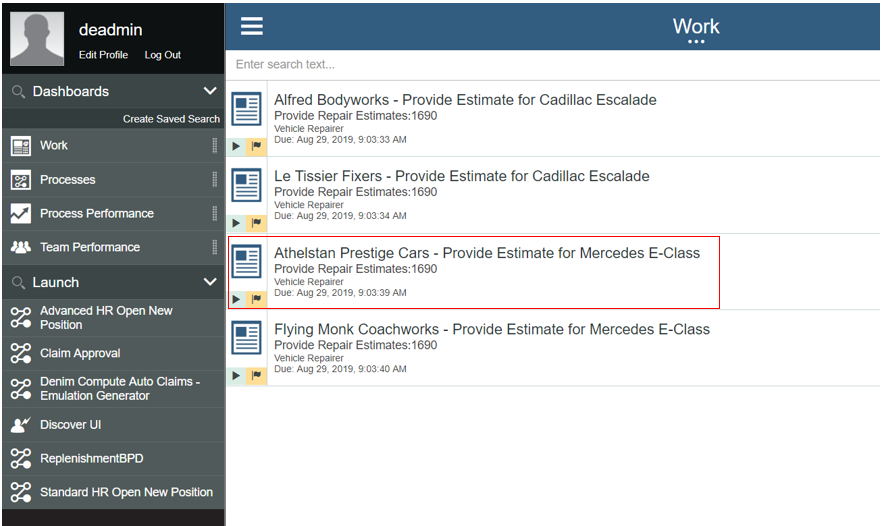 deadmin
Edit Profile Log Out
Dashboards
Create Saved Search
Work
Processes
Process Performance
Team Performance
Launch
Advanced HR Open New
Position
Claim Approval
Denim Compute Auto Claims -
Emulation Generator
Discover UI
ReplenishmentBPD
Standard HR Open New Position
Work
Enter search text...
Alfred Bodyworks - Provide Estimate for Cadillac Escalade
Provide Repair Estimates:1690
Vehicle Repairer
Due: Aug 29, 2019, 9:03:33 AM
Le Tissier Fixers - Provide Estimate for Cadillac Escalade
Provide Repair Estimates:1690
Vehicle Repairer
Due: Aug 29, 2019, 9:03:34 AM
Athelstan Prestige Cars - Provide Estimate for Mercedes E-Class
Provide Repair Estimates:1690
Vehicle Repairer
Due: Aug 29, 2019, 9:03:39 AM
Flying Monk Coachworks - Provide Estimate for Mercedes E-Class
Provide Repair Estimates:1690
Vehicle Repairer
Due: Aug 29, 2019, 9:03:40 AM